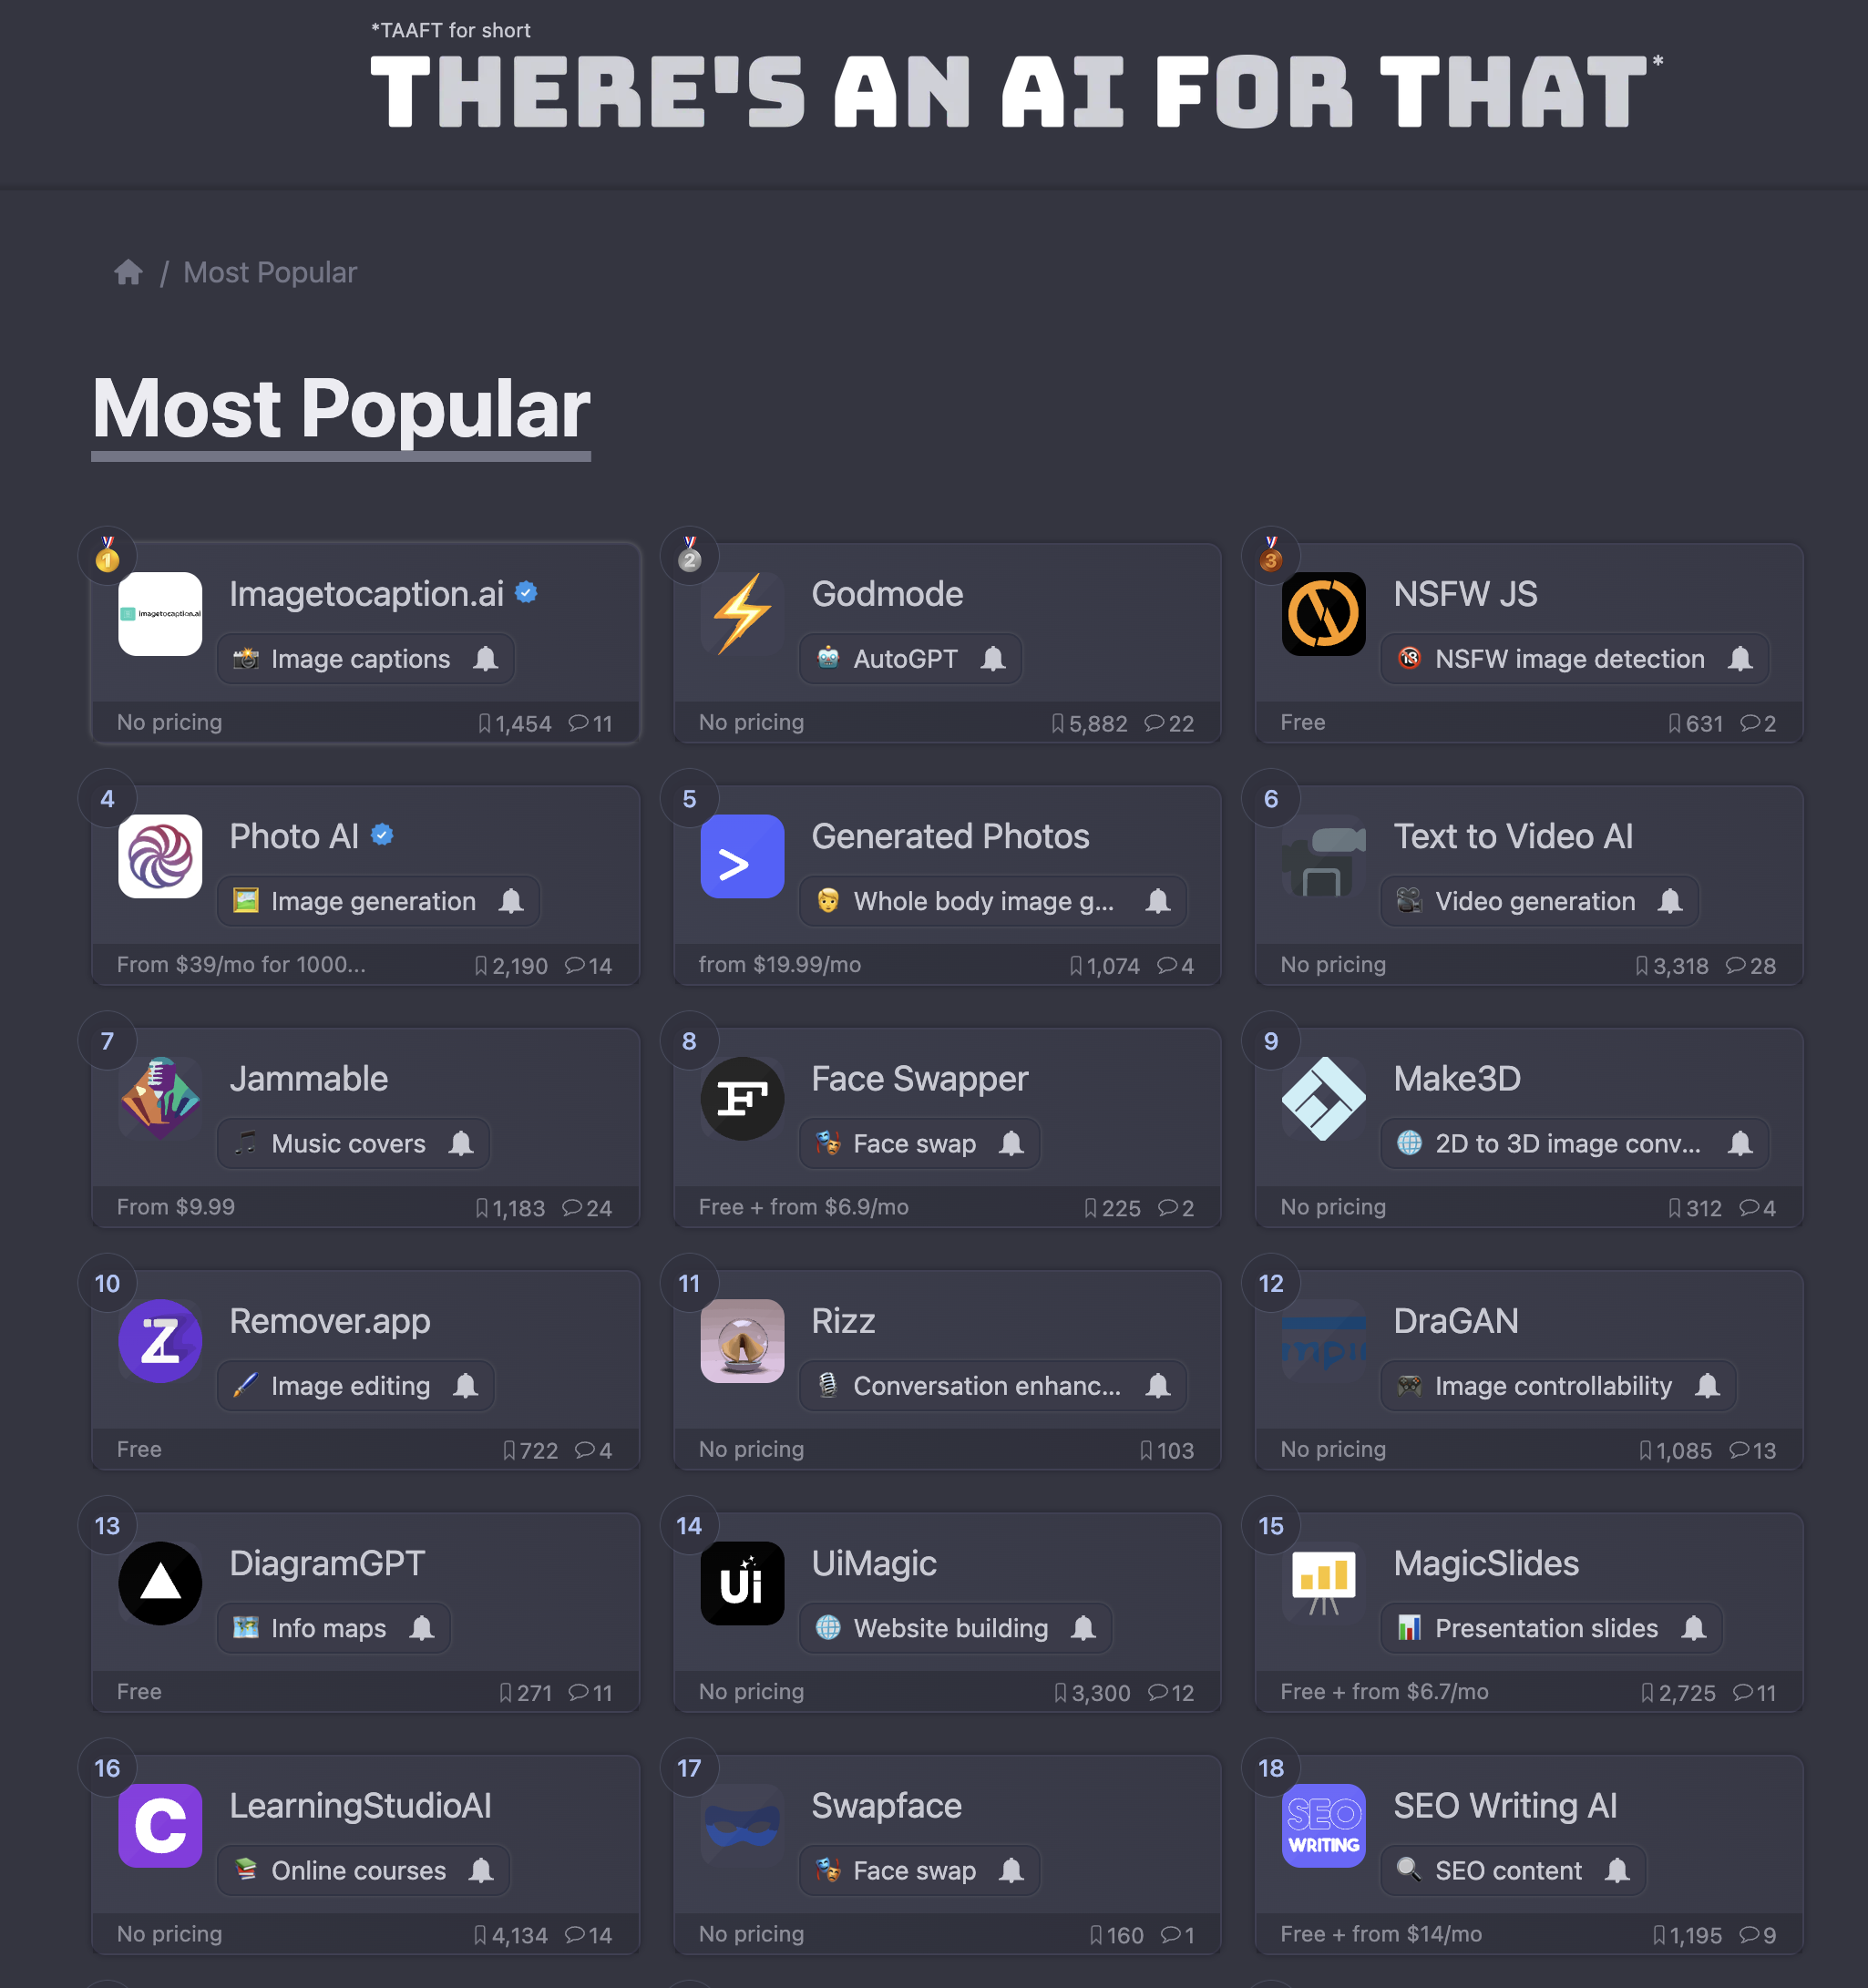 *TAAFT for short
THERE'S AN AI FOR THAT*
/ Most Popular
Most Popular
1
imagetocaption.ai
Imagetocaption.ai
Image captions
No pricing 1,454 11
2
Godmode
AutoGPT
No pricing 5,882 22
3
NSFW JS
18 NSFW image detection
Free 631 2
4
Photo AI
Image generation
From $39/mo for 1000... 2,190 14
5
>
Generated Photos
Whole body image g...
from $19.99/mo 1,074 4
6
Text to Video AI
Video generation
No pricing 3,318 28
7
Jammable
Music covers
From $9.99 1,183 24
8
F
Face Swapper
Face swap
Free + from $6.9/mo 225 2
9
Make3D
2D to 3D image conv...
No pricing 312 4
10
Z
Remover.app
Image editing
Free 722 4
11
Rizz
Conversation enhanc...
No pricing 103
12
mpii
DraGAN
Image controllability
No pricing 1,085 13
13
DiagramGPT
Info maps
Free 271 11
14
Ui
UiMagic
Website building
No pricing 3,300 12
15
MagicSlides
Presentation slides
Free + from $6.7/mo 2,725 11
16
C
LearningStudioAI
Online courses
No pricing 4,134 14
17
Swapface
Face swap
No pricing 160 1
18
SEO
WRITING
SEO Writing AI
SEO content
Free + from $14/mo 1,195 9